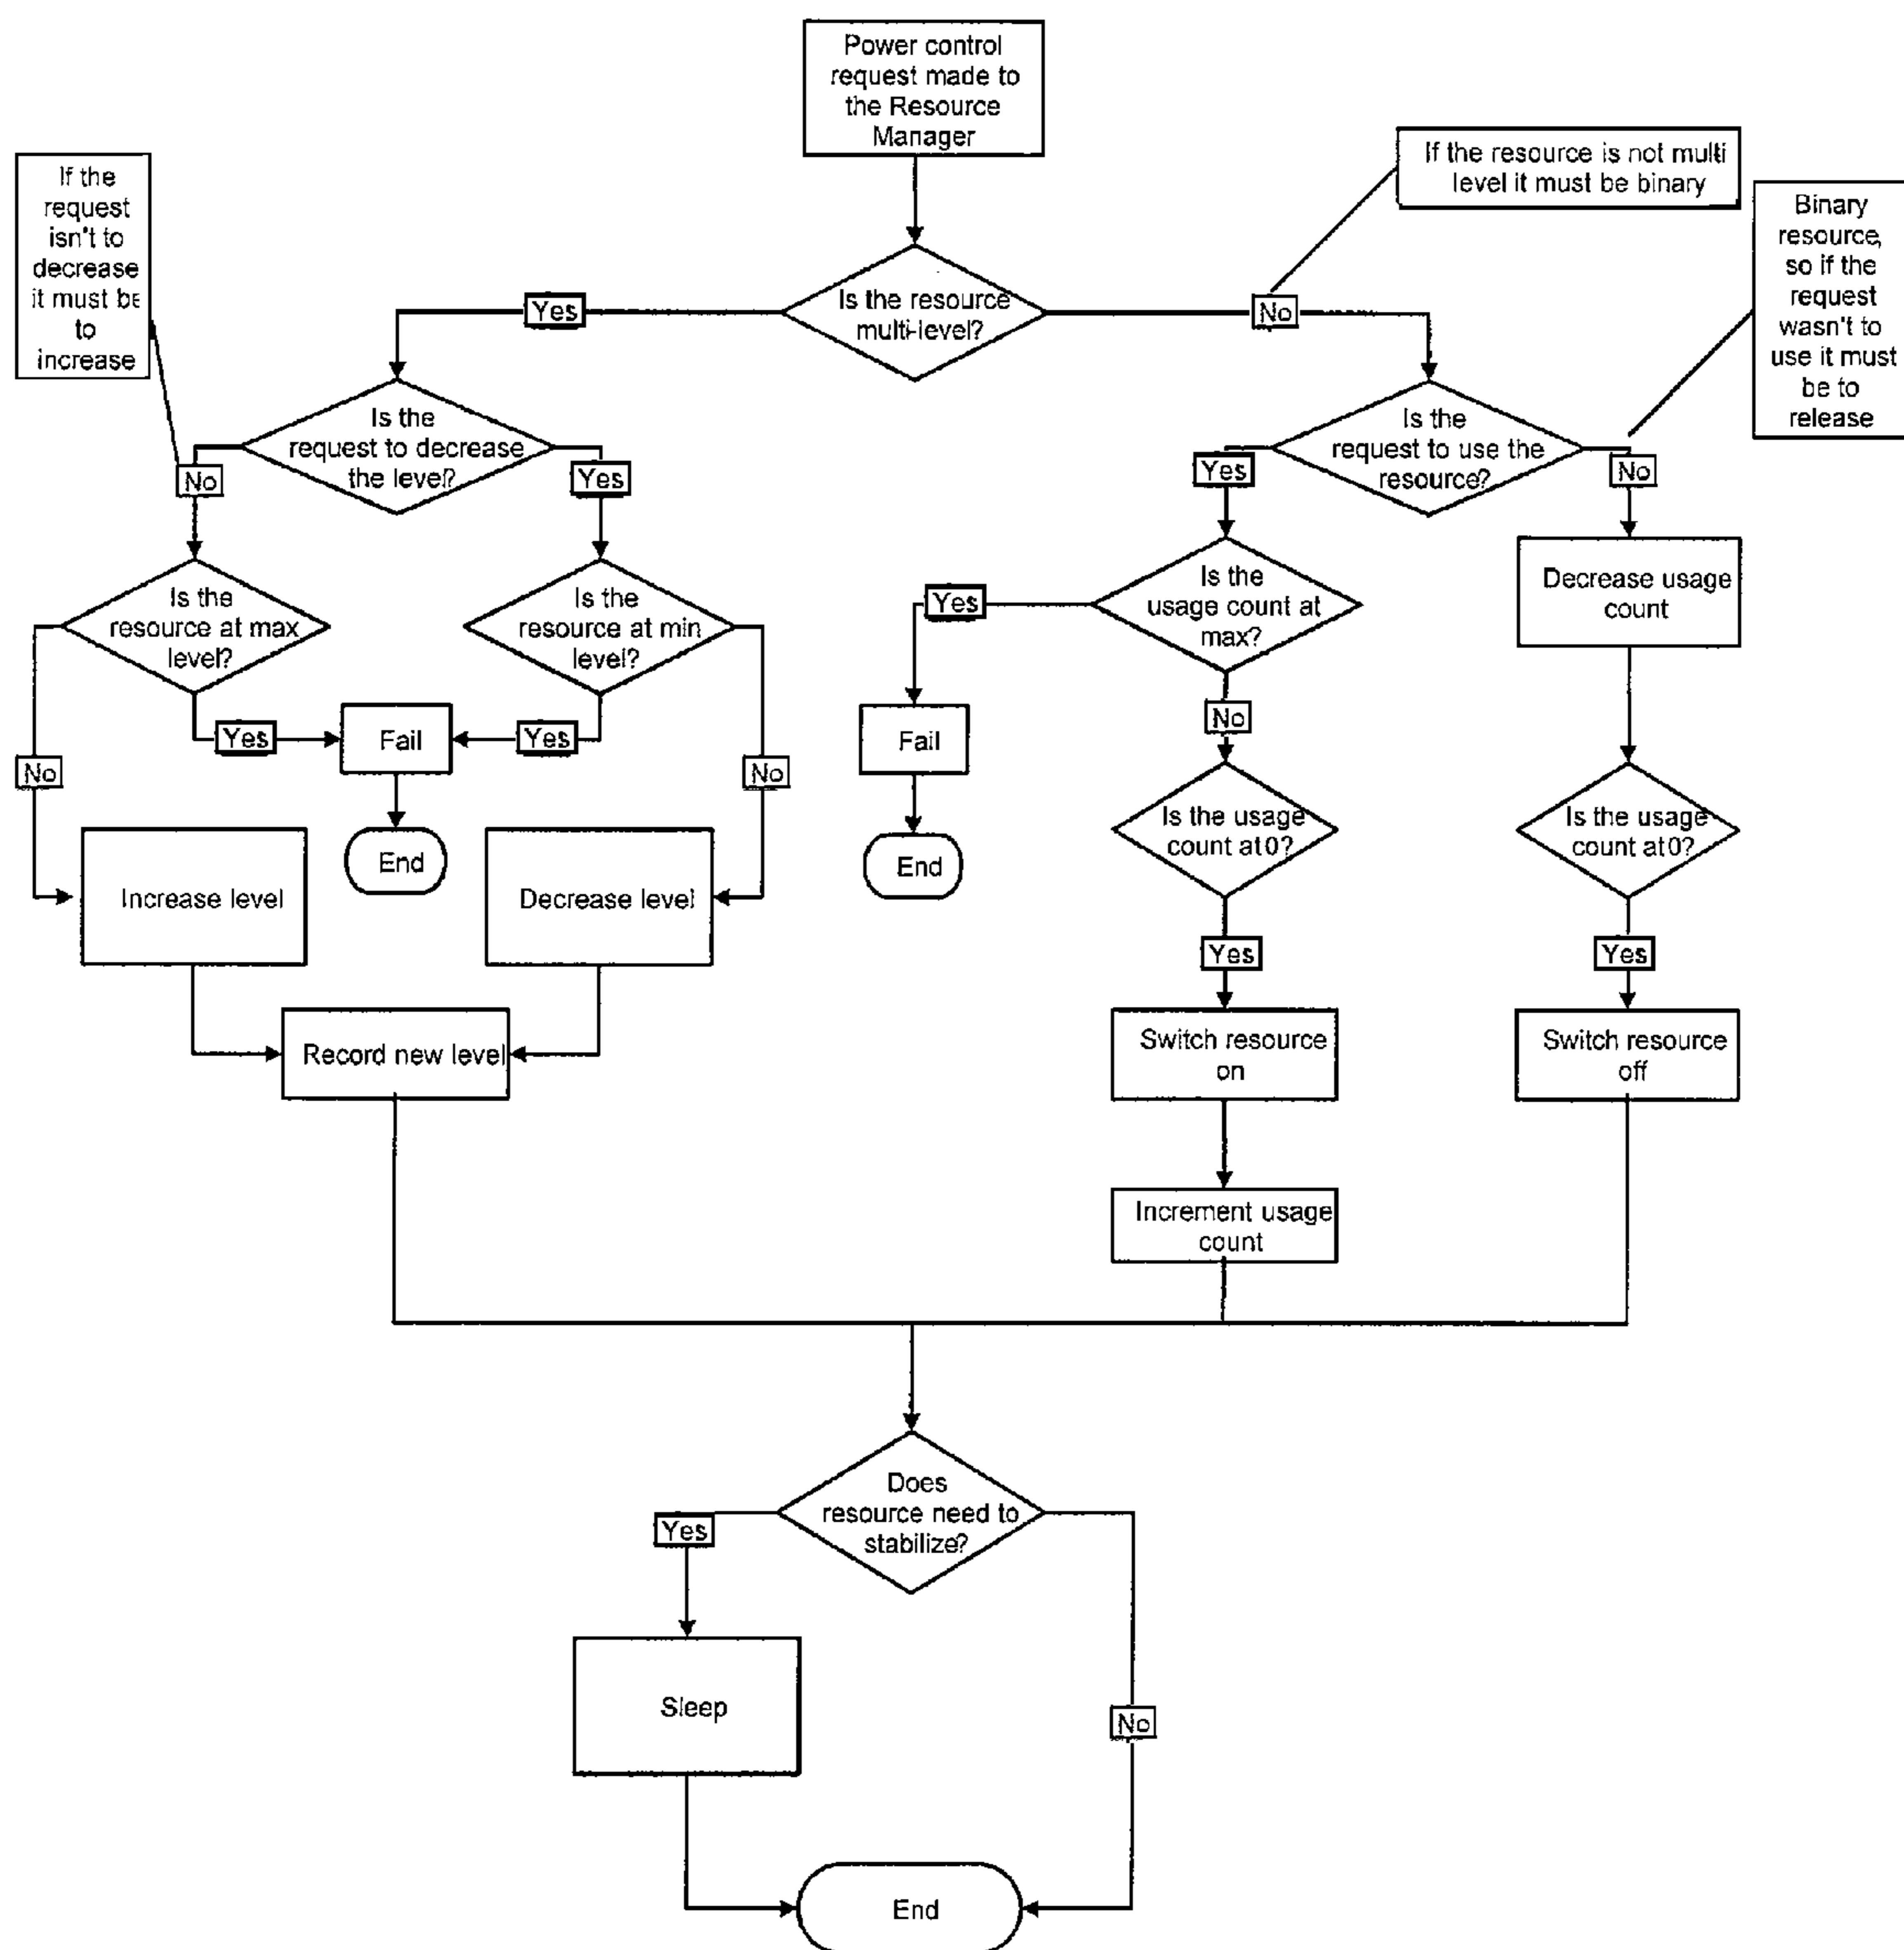 Power control
request made to
the Resource
Manager
If the resource is not multi
level it must be binary
If the
request
isn't to
decrease
it must be
to
increase
Binary
resource,
so if the
request
wasn't to
use it must
be to
release
Is the resource
multi-level?
Yes
No
Is the
request to decrease
the level?
No
Yes
Is the
request to use the
resource?
Yes
No
Is the
resource at max
level?
Is the
resource at min
level?
Is the
usage count at
max?
Yes
Decrease usage
count
Yes
Fail
Yes
No
No
Fail
No
End
End
Is the usage
count at 0?
Is the usage
count at 0?
Increase level
Decrease level
Yes
Yes
Record new level
Switch resource
on
Switch resource
off
Increment usage
count
Does
resource need to
stabilize?
Yes
Sleep
No
End